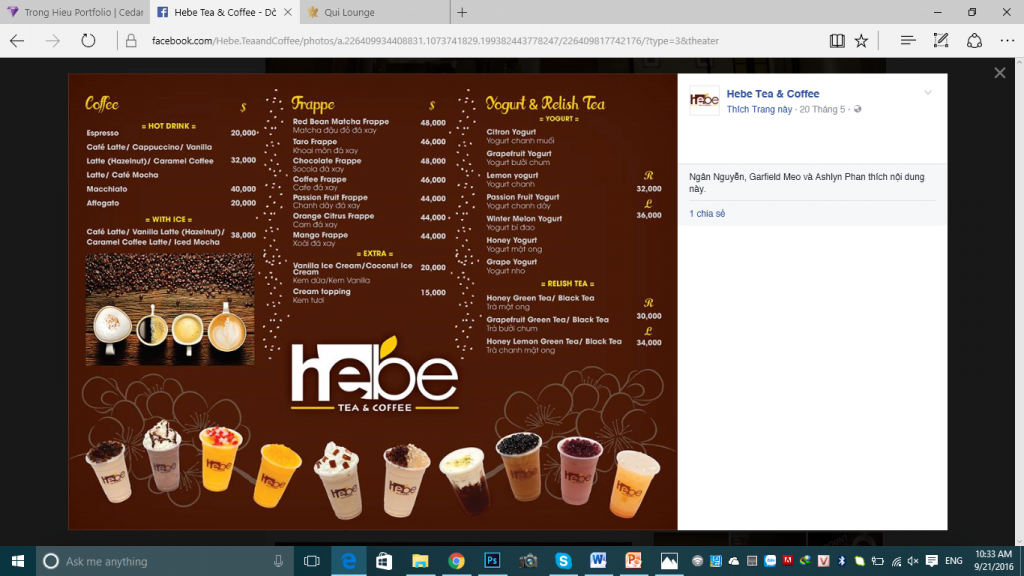 Trong Hieu Portfolio | Cedar
Hebe Tea & Coffee - Dò
Qui Lounge
facebook.com/Hebe.TeaandCoffee/photos/a.226409934408831.1073741829.199382443778247/226409817742176/?type=3&theater
Coffee $
= HOT DRINK =
Espresso 20,000
Café Latte/ Cappuccino/ Vanilla
Latte (Hazelnut)/ Caramel Coffee 32,000
Latte/ Café Mocha
Macchiato 40,000
Affogato 20,000
= WITH ICE =
Café Latte/ Vanilla Latte (Hazelnut)/
Caramel Coffee Latte/ Iced Mocha 38,000
Frappe $
Red Bean Matcha Frappe 48,000
Matcha đậu đỏ đá xay
Taro Frappe 46,000
Khoai môn đá xay
Chocolate Frappe 48,000
Socola đá xay
Coffee Frappe 46,000
Cafe đá xay
Passion Fruit Frappe 44,000
Chanh dây đá xay
Orange Citrus Frappe 44,000
Cam đá xay
Mango Frappe 44,000
Xoài đá xay
= EXTRA =
Vanilla Ice Cream/Coconut Ice
Cream 20,000
Kem dừa/Kem Vanilla
Cream topping 15,000
Kem tươi
Yogurt & Relish Tea
= YOGURT =
Citron Yogurt
Yogurt chanh muối
Grapefruit Yogurt
Yogurt bưởi chum
Lemon yogurt R
Yogurt chanh 32,000
Passion Fruit Yogurt L
Yogurt chanh dây 36,000
Winter Melon Yogurt
Yogurt bí đao
Honey Yogurt
Yogurt mật ong
Grape Yogurt
Yogurt nho
= RELISH TEA =
Honey Green Tea/ Black Tea R
Trà mật ong
Grapefruit Green Tea/ Black Tea 30,000
Trà bưởi chum L
Honey Lemon Green Tea/ Black Tea 34,000
Trà chanh mật ong
hebe
TEA & COFFEE
hebe
hebe
hebe
hebe
hebe
hebe
hebe
hebe
hebe
hebe
hebe
Hebe Tea & Coffee
Thích Trang này · 20 Tháng 5 ·
Ngân Nguyễn, Garfield Meo và Ashlyn Phan thích nội dung
này.
1 chia sẻ
Ask me anything
ENG
10:33 AM
9/21/2016